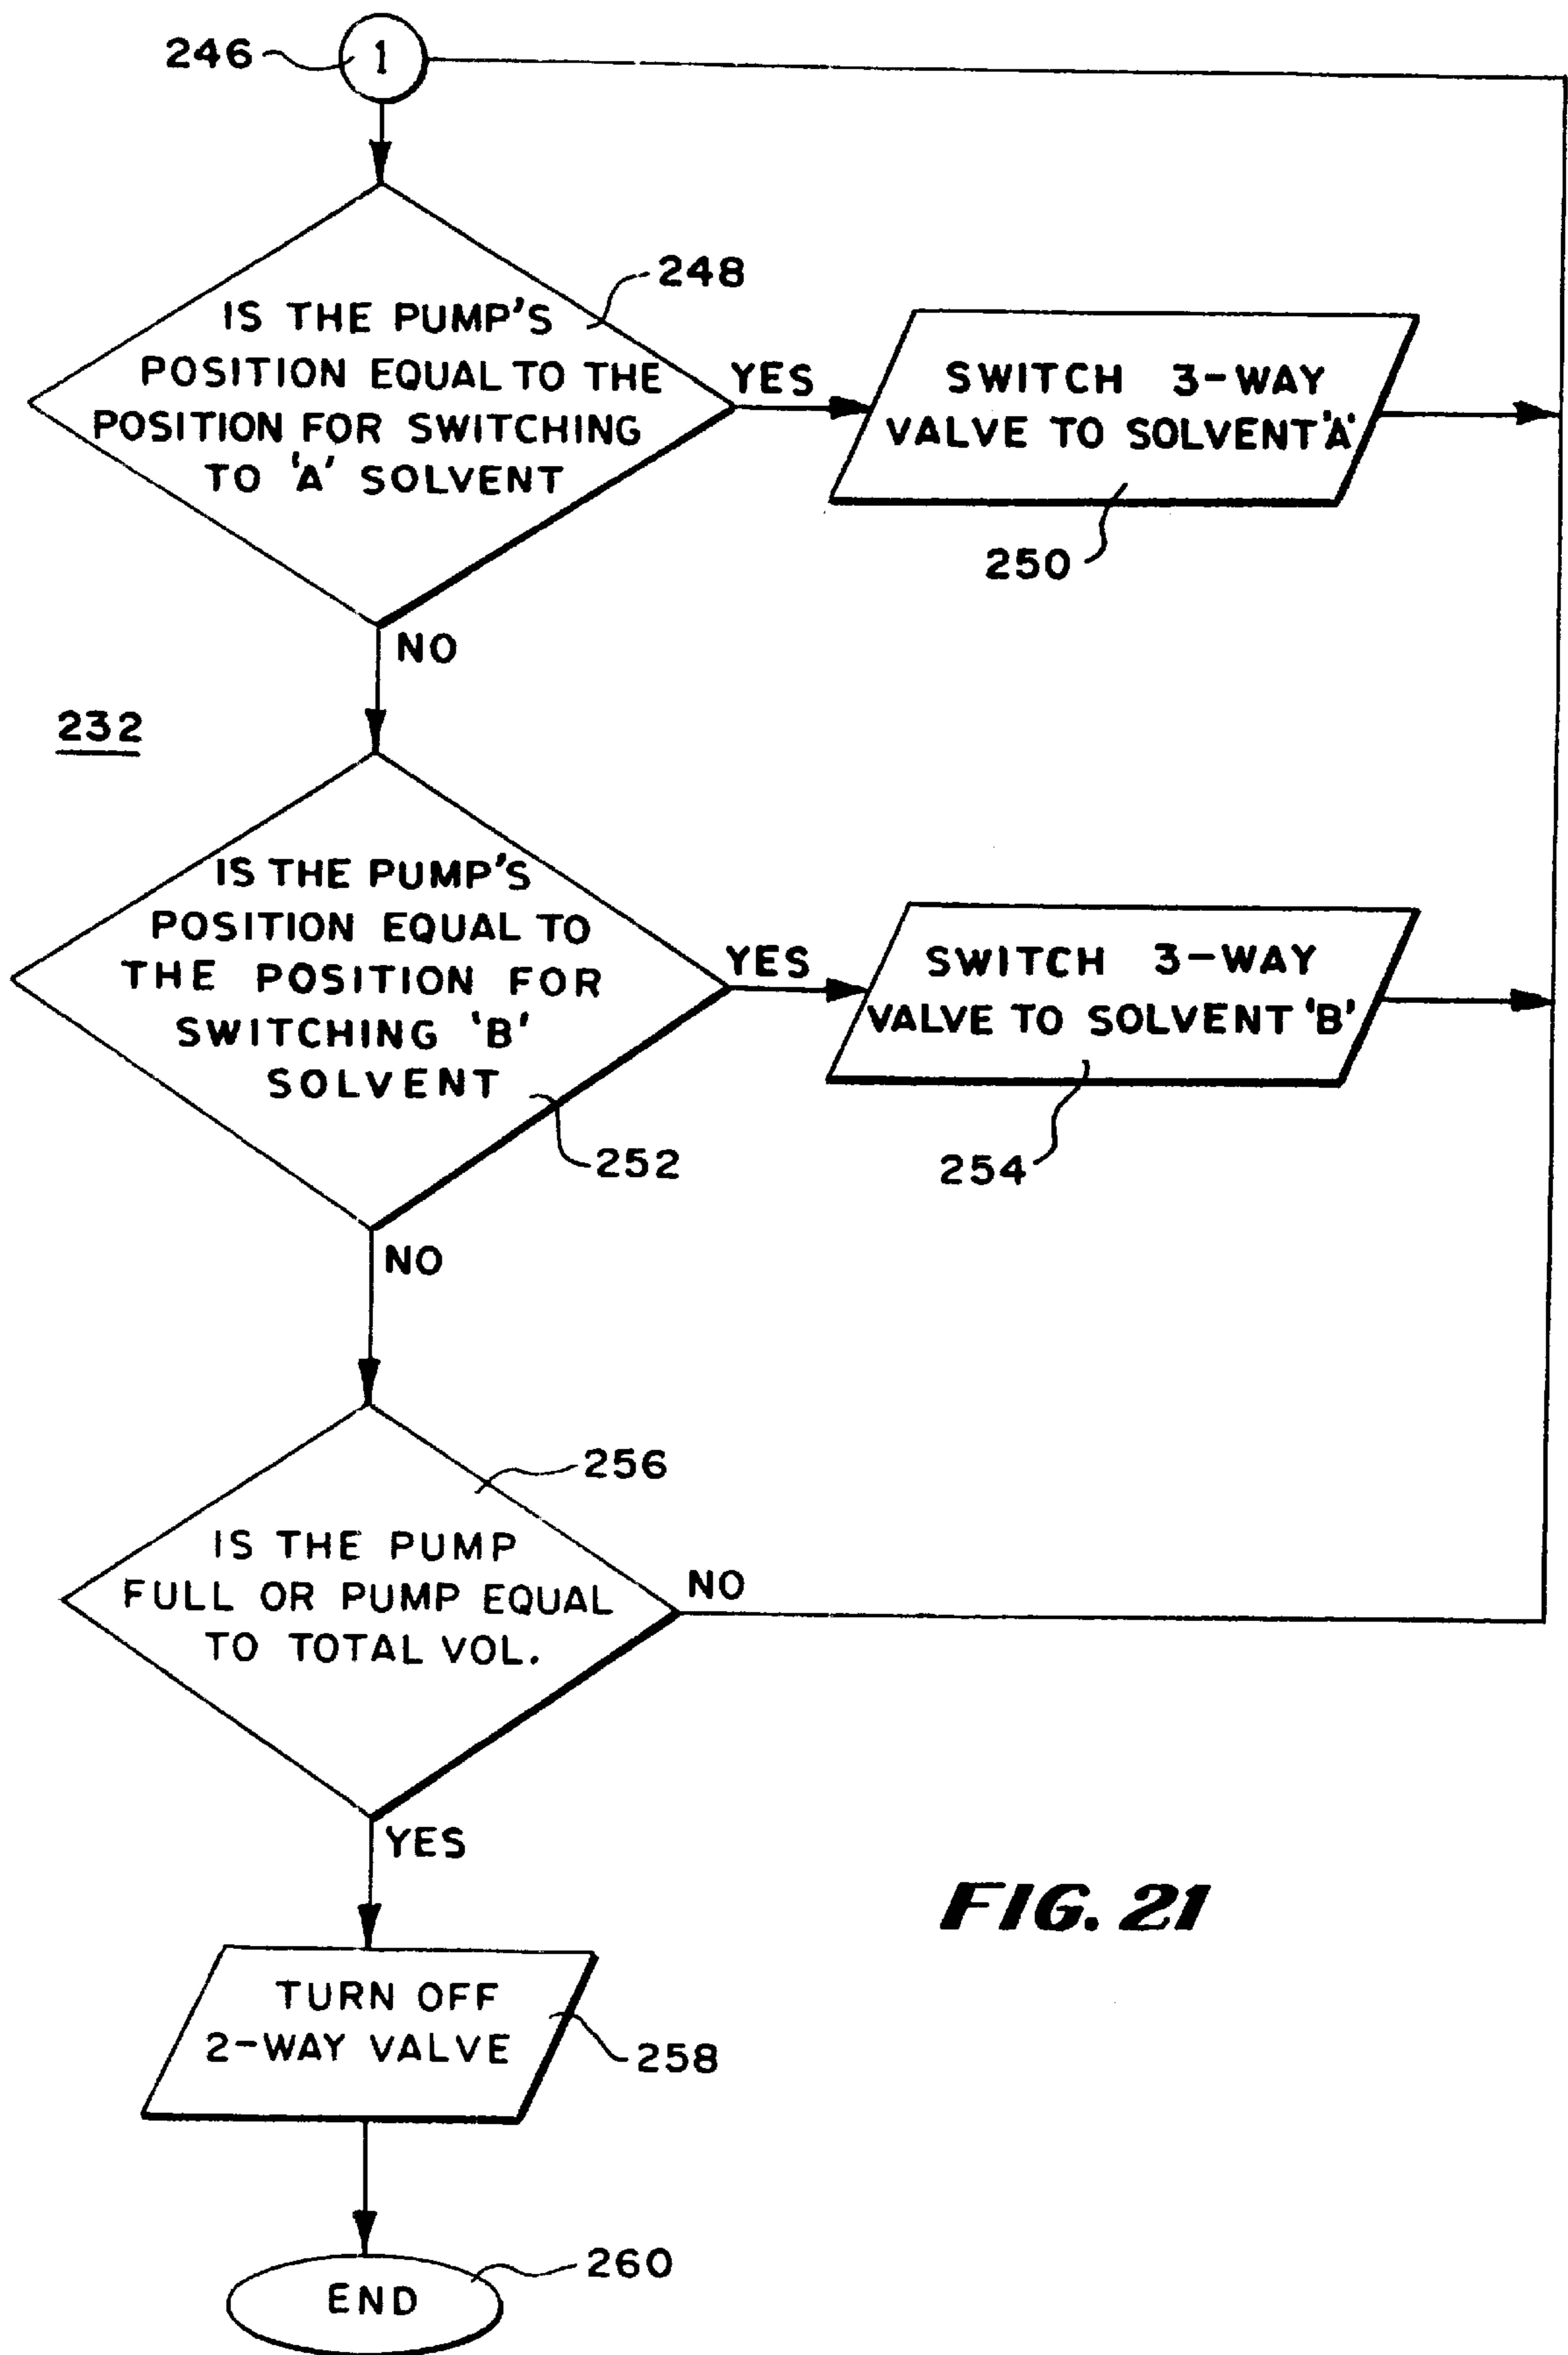 246
1
248
IS THE PUMP'S
POSITION EQUAL TO THE
POSITION FOR SWITCHING
TO 'A' SOLVENT
YES
SWITCH 3-WAY
VALVE TO SOLVENT 'A'
250
NO
232
IS THE PUMP'S
POSITION EQUAL TO
THE POSITION FOR
SWITCHING 'B'
SOLVENT
YES
SWITCH 3-WAY
VALVE TO SOLVENT 'B'
252
254
NO
256
IS THE PUMP
FULL OR PUMP EQUAL
TO TOTAL VOL.
NO
YES
FIG. 21
TURN OFF
2-WAY VALVE
258
260
END